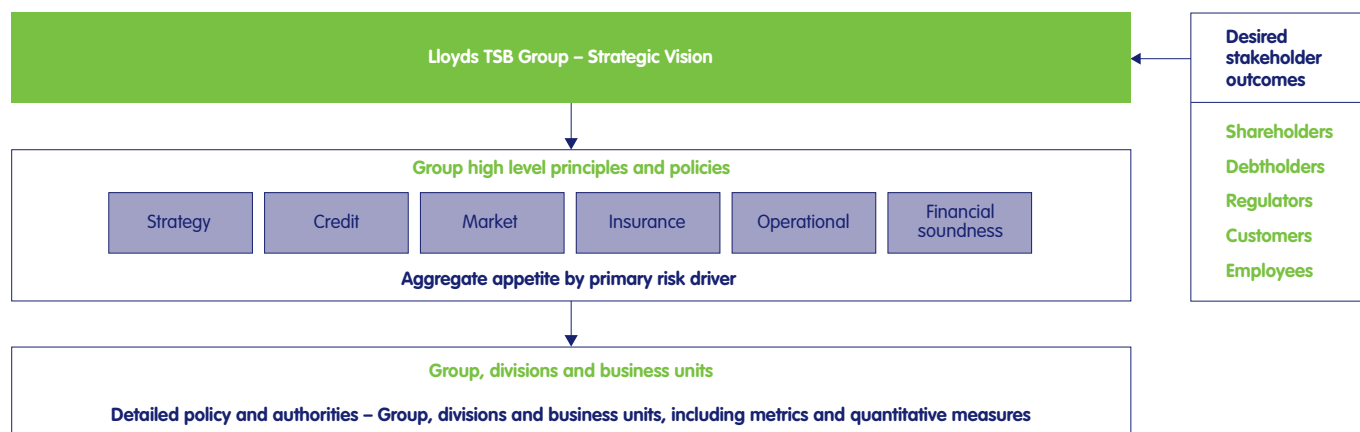 Lloyds TSB Group – Strategic Vision
Desired
stakeholder
outcomes
Shareholders
Debtholders
Regulators
Customers
Employees
Group high level principles and policies
Strategy
Credit
Market
Insurance
Operational
Financial
soundness
Aggregate appetite by primary risk driver
Group, divisions and business units
Detailed policy and authorities – Group, divisions and business units, including metrics and quantitative measures